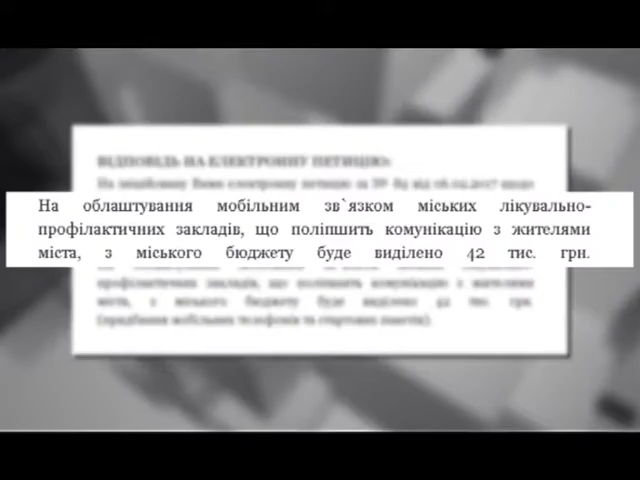 ВІДПОВІДЬ НА ЕЛЕКТРОННУ ПЕТИЦІЮ:
На облаштування мобільним зв`язком міських лікувально-
профілактичних закладів, що поліпшить комунікацію з жителями
міста, з міського бюджету буде виділено 42 тис. грн.
профілактичних закладів, що поліпшить комунікацію з жителями
міста, з міського бюджету буде виділено 42 тис. грн.
(придбання мобільних телефонів та стартових пакетів).